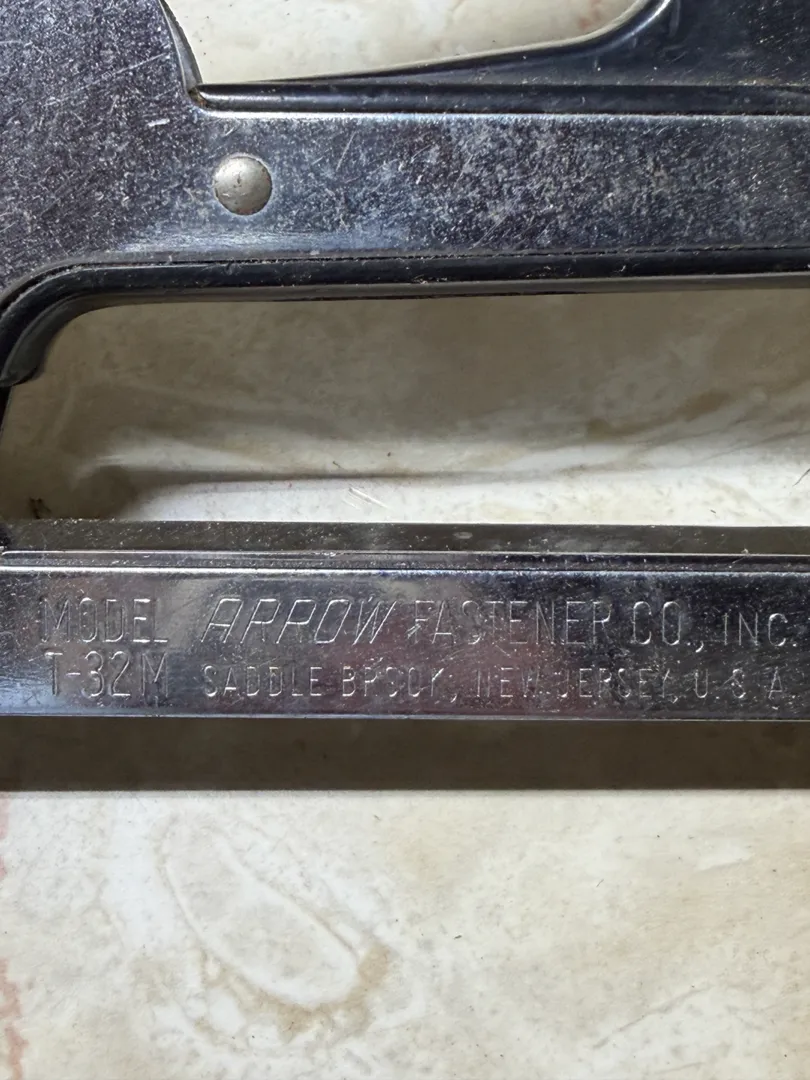 MODEL ARROW FASTENER CO., INC.
T-32M SADDLE BROOK, NEW JERSEY, U.S.A.